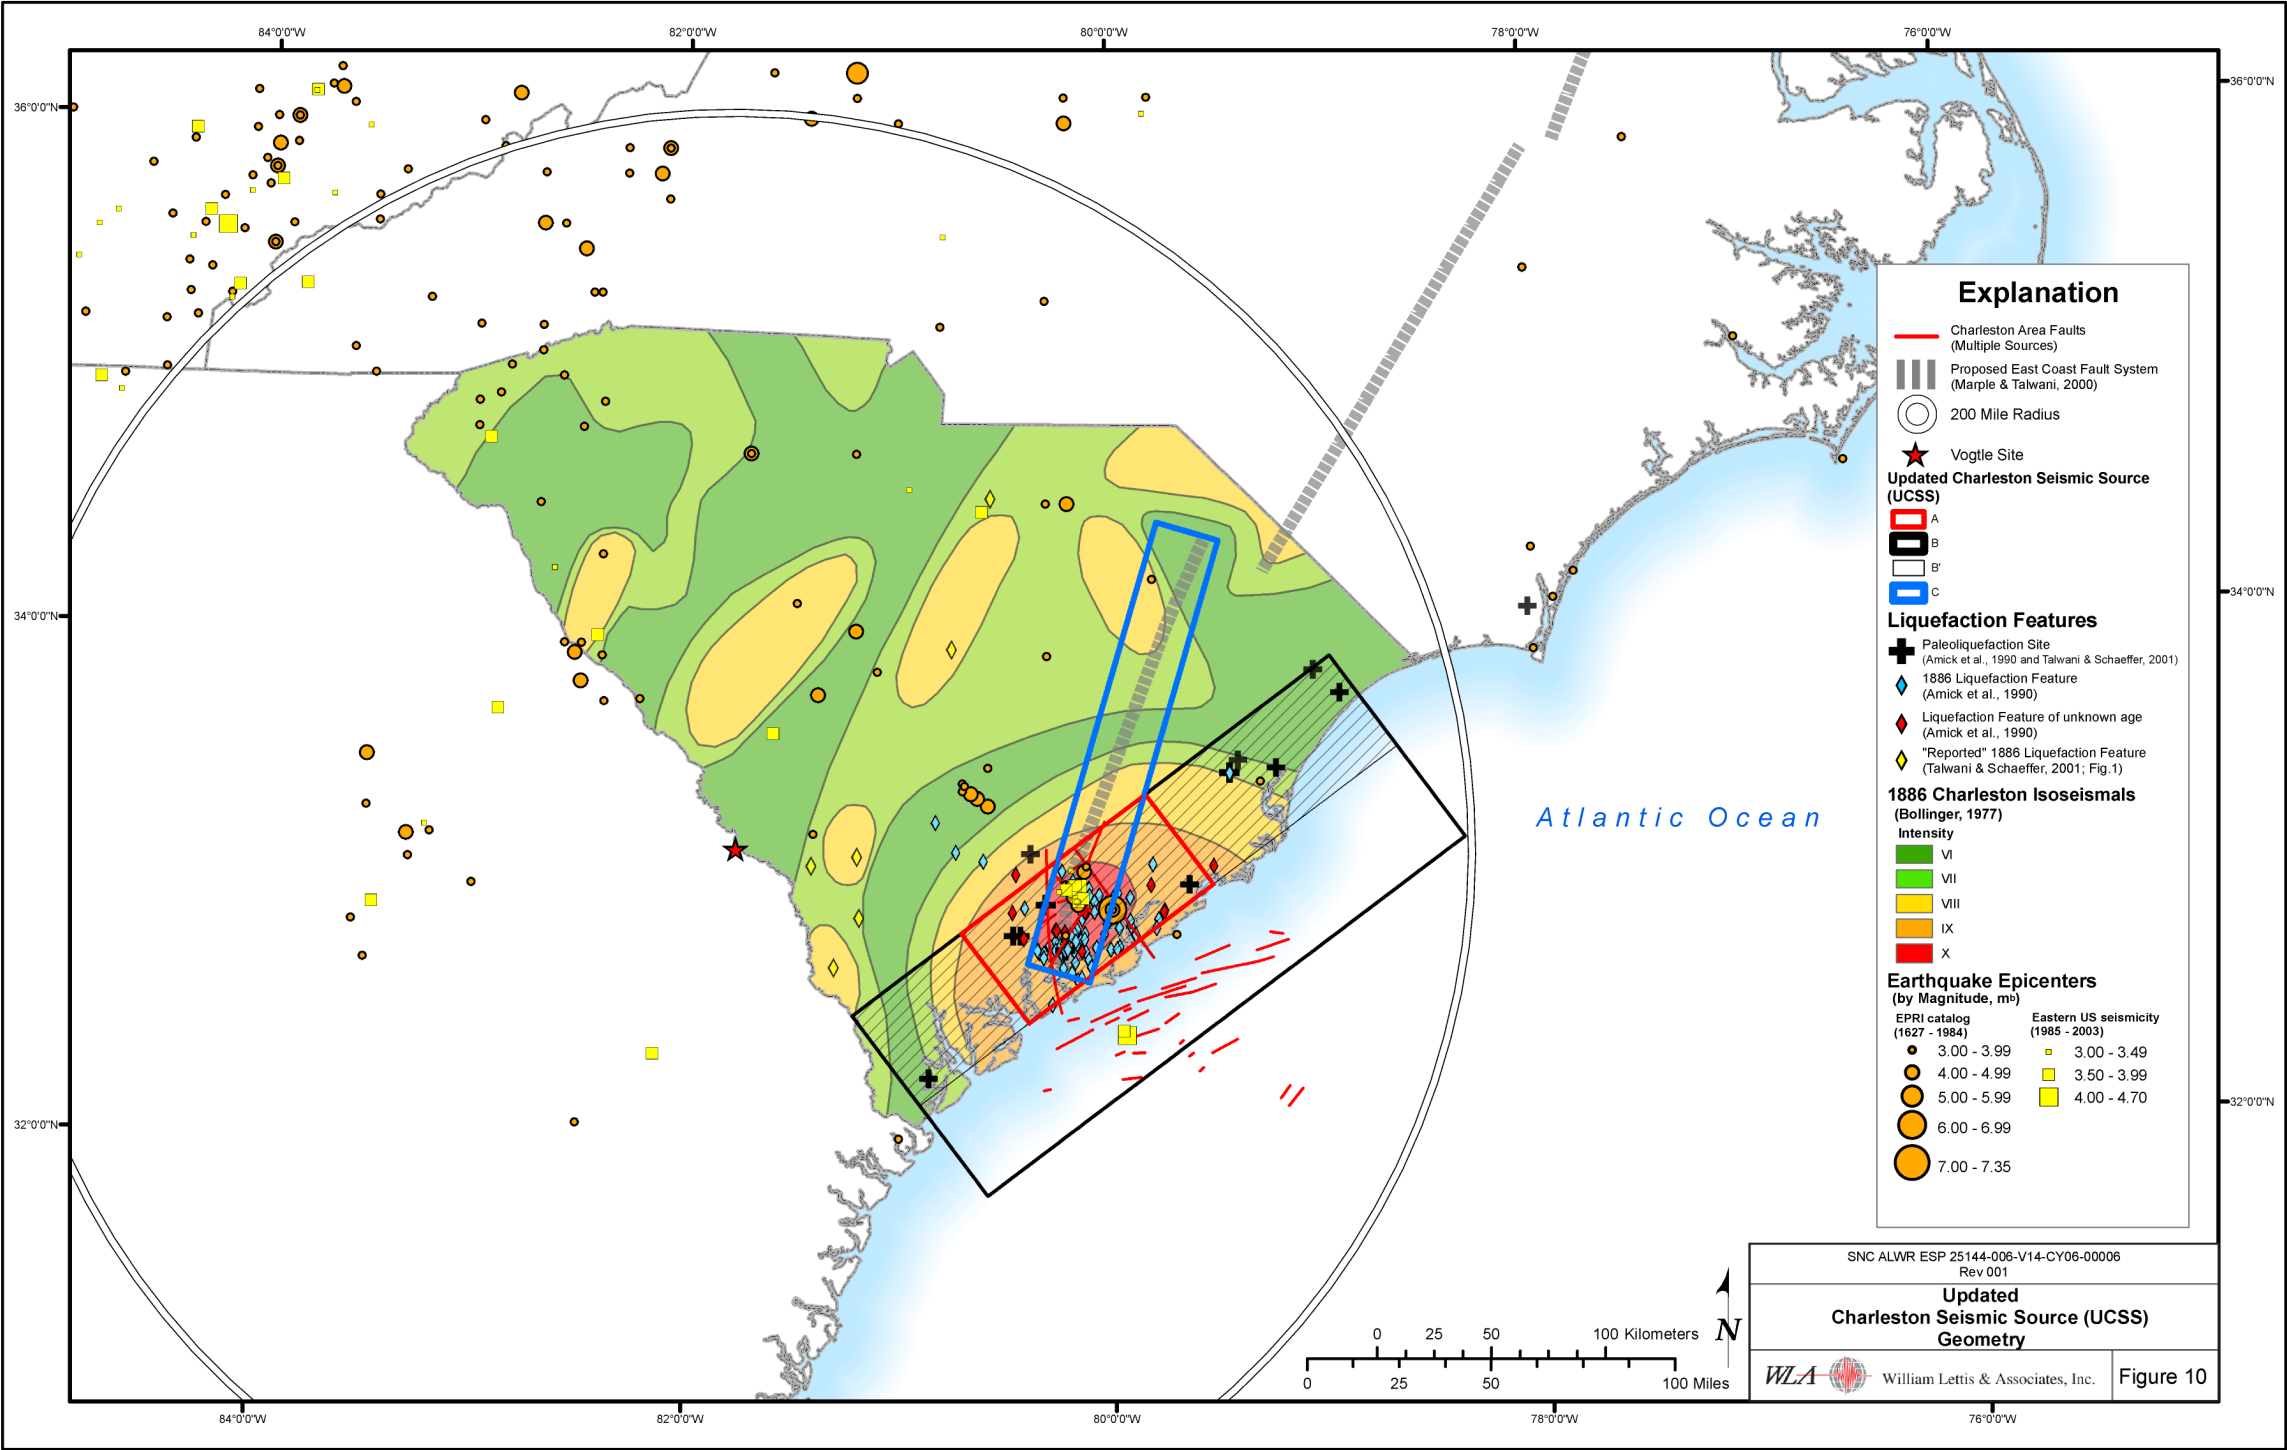 84°0'0"W 82°0'0"W 80°0'0"W 78°0'0"W 76°0'0"W
36°0'0"N 36°0'0"N
34°0'0"N 34°0'0"N
32°0'0"N 32°0'0"N
Atlantic Ocean
Explanation
Charleston Area Faults
(Multiple Sources)
Proposed East Coast Fault System
(Marple & Talwani, 2000)
200 Mile Radius
Vogtle Site
Updated Charleston Seismic Source
(UCSS)
A
B
B'
C
Liquefaction Features
Paleoliquefaction Site
(Amick et al., 1990 and Talwani & Schaeffer, 2001)
1886 Liquefaction Feature
(Amick et al., 1990)
Liquefaction Feature of unknown age
(Amick et al., 1990)
"Reported" 1886 Liquefaction Feature
(Talwani & Schaeffer, 2001; Fig.1)
1886 Charleston Isoseismals
(Bollinger, 1977)
Intensity
VI
VII
VIII
IX
X
Earthquake Epicenters
(by Magnitude, mb)
EPRI catalog
(1627 - 1984)
3.00 - 3.99
4.00 - 4.99
5.00 - 5.99
6.00 - 6.99
7.00 - 7.35
Eastern US seismicity
(1985 - 2003)
3.00 - 3.49
3.50 - 3.99
4.00 - 4.70
0 25 50 100 Kilometers
0 25 50 100 Miles
N
SNC ALWR ESP 25144-006-V14-CY06-00006
Rev 001
Updated
Charleston Seismic Source (UCSS)
Geometry
WLA William Lettis & Associates, Inc.
Figure 10
84°0'0"W 82°0'0"W 80°0'0"W 78°0'0"W 76°0'0"W